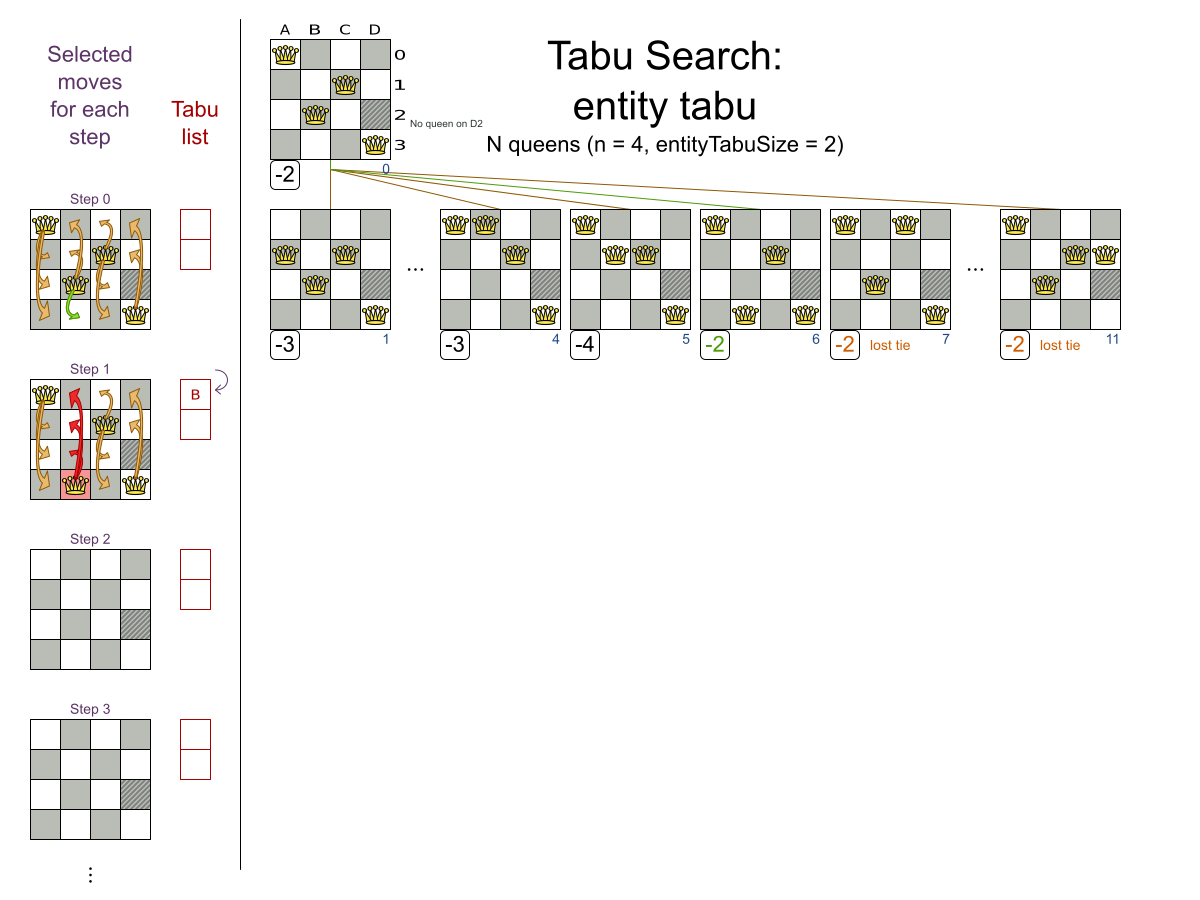 Selected
moves
for each
step
Tabu
list
A B C D
0
1
2
3
No queen on D2
Tabu Search:
entity tabu
N queens (n = 4, entityTabuSize = 2)
-2
0
Step 0
...
...
-3
1
-3
4
-4
5
-2
6
-2
lost tie
7
-2
lost tie
11
Step 1
B
Step 2
Step 3
...